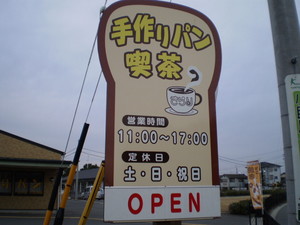 手作りパン
喫茶
営業時間
11:00～17:00
定休日
土・日・祝日
OPEN